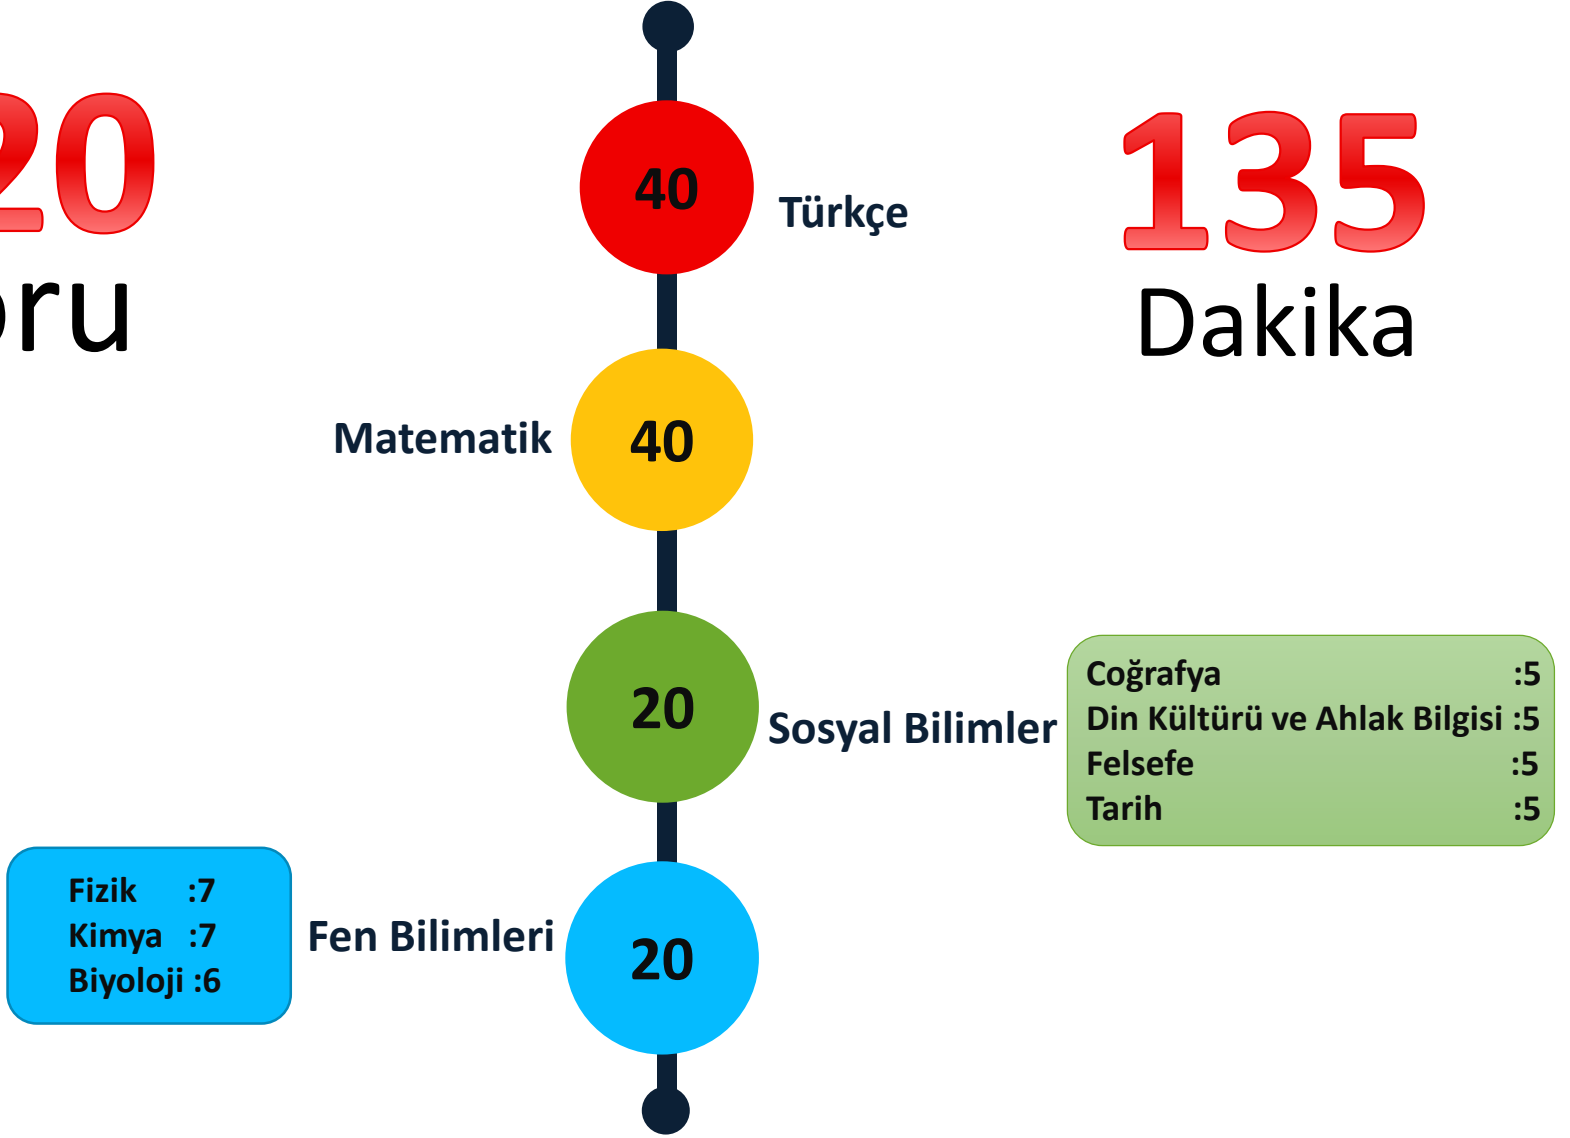 20
oru
135
Dakika
40
Türkçe
Matematik
40
20
Sosyal Bilimler
Coğrafya :5
Din Kültürü ve Ahlak Bilgisi :5
Felsefe :5
Tarih :5
Fizik :7
Kimya :7
Biyoloji :6
Fen Bilimleri
20